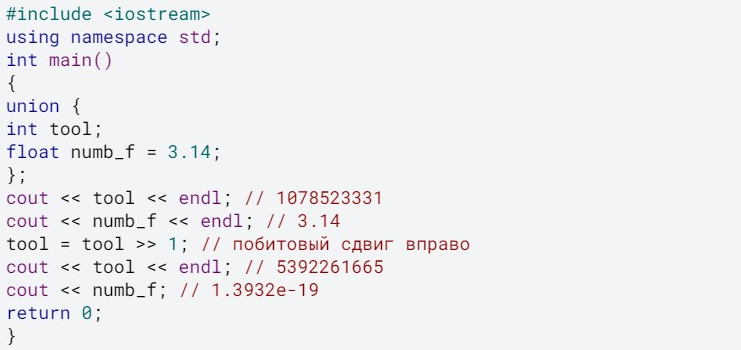 #include <iostream>
using namespace std;
int main()
{
union {
int tool;
float numb_f = 3.14;
};
cout << tool << endl; // 1078523331
cout << numb_f << endl; // 3.14
tool = tool >> 1; // побитовый сдвиг вправо
cout << tool << endl; // 5392261665
cout << numb_f; // 1.3932e-19
return 0;
}